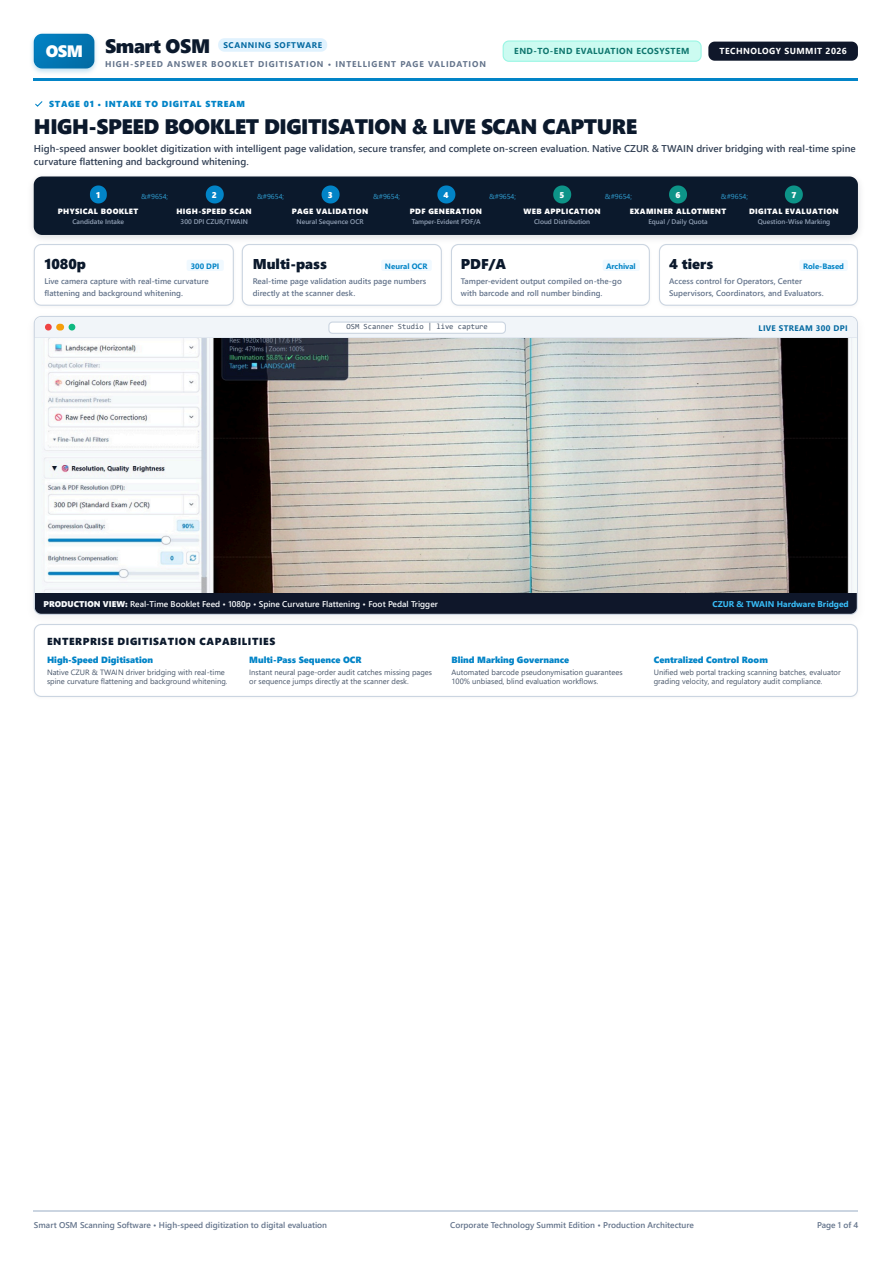 OSM
Smart OSM SCANNING SOFTWARE
HIGH-SPEED ANSWER BOOKLET DIGITISATION • INTELLIGENT PAGE VALIDATION
END-TO-END EVALUATION ECOSYSTEM
TECHNOLOGY SUMMIT 2026
✓ STAGE 01 • INTAKE TO DIGITAL STREAM
HIGH-SPEED BOOKLET DIGITISATION & LIVE SCAN CAPTURE
High-speed answer booklet digitization with intelligent page validation, secure transfer, and complete on-screen evaluation. Native CZUR & TWAIN driver bridging with real-time spine
curvature flattening and background whitening.
1 &#9654; 2 &#9654; 3 &#9654; 4 &#9654; 5 &#9654; 6 &#9654; 7
PHYSICAL BOOKLET HIGH-SPEED SCAN PAGE VALIDATION PDF GENERATION WEB APPLICATION EXAMINER ALLOTMENT DIGITAL EVALUATION
Candidate Intake 300 DPI CZUR/TWAIN Neural Sequence OCR Tamper-Evident PDF/A Cloud Distribution Equal / Daily Quota Question-Wise Marking
1080p 300 DPI
Live camera capture with real-time curvature
flattening and background whitening.
Multi-pass Neural OCR
Real-time page validation audits page numbers
directly at the scanner desk.
PDF/A Archival
Tamper-evident output compiled on-the-go
with barcode and roll number binding.
4 tiers Role-Based
Access control for Operators, Center
Supervisors, Coordinators, and Evaluators.
OSM Scanner Studio | live capture
LIVE STREAM 300 DPI
Landscape (Horizontal)
Output Color Filter:
Original Colors (Raw Feed)
AI Enhancement Preset:
Raw Feed (No Corrections)
• Fine-Tune AI Filters
▼ Resolution, Quality Brightness
Scan & PDF Resolution (DPI):
300 DPI (Standard Exam / OCR)
Compression Quality: 90%
Brightness Compensation: 0
Res: 1920x1080 | 17.6 FPS
Ping: 479ms | Zoom: 100%
Illumination: 58.8% (✔ Good Light)
Target: LANDSCAPE
PRODUCTION VIEW: Real-Time Booklet Feed • 1080p • Spine Curvature Flattening • Foot Pedal Trigger
CZUR & TWAIN Hardware Bridged
ENTERPRISE DIGITISATION CAPABILITIES
High-Speed Digitisation
Native CZUR & TWAIN driver bridging with real-time
spine curvature flattening and background whitening.
Multi-Pass Sequence OCR
Instant neural page-order audit catches missing pages
or sequence jumps directly at the scanner desk.
Blind Marking Governance
Automated barcode pseudonymisation guarantees
100% unbiased, blind evaluation workflows.
Centralized Control Room
Unified web portal tracking scanning batches, evaluator
grading velocity, and regulatory audit compliance.
Smart OSM Scanning Software • High-speed digitization to digital evaluation
Corporate Technology Summit Edition • Production Architecture
Page 1 of 4